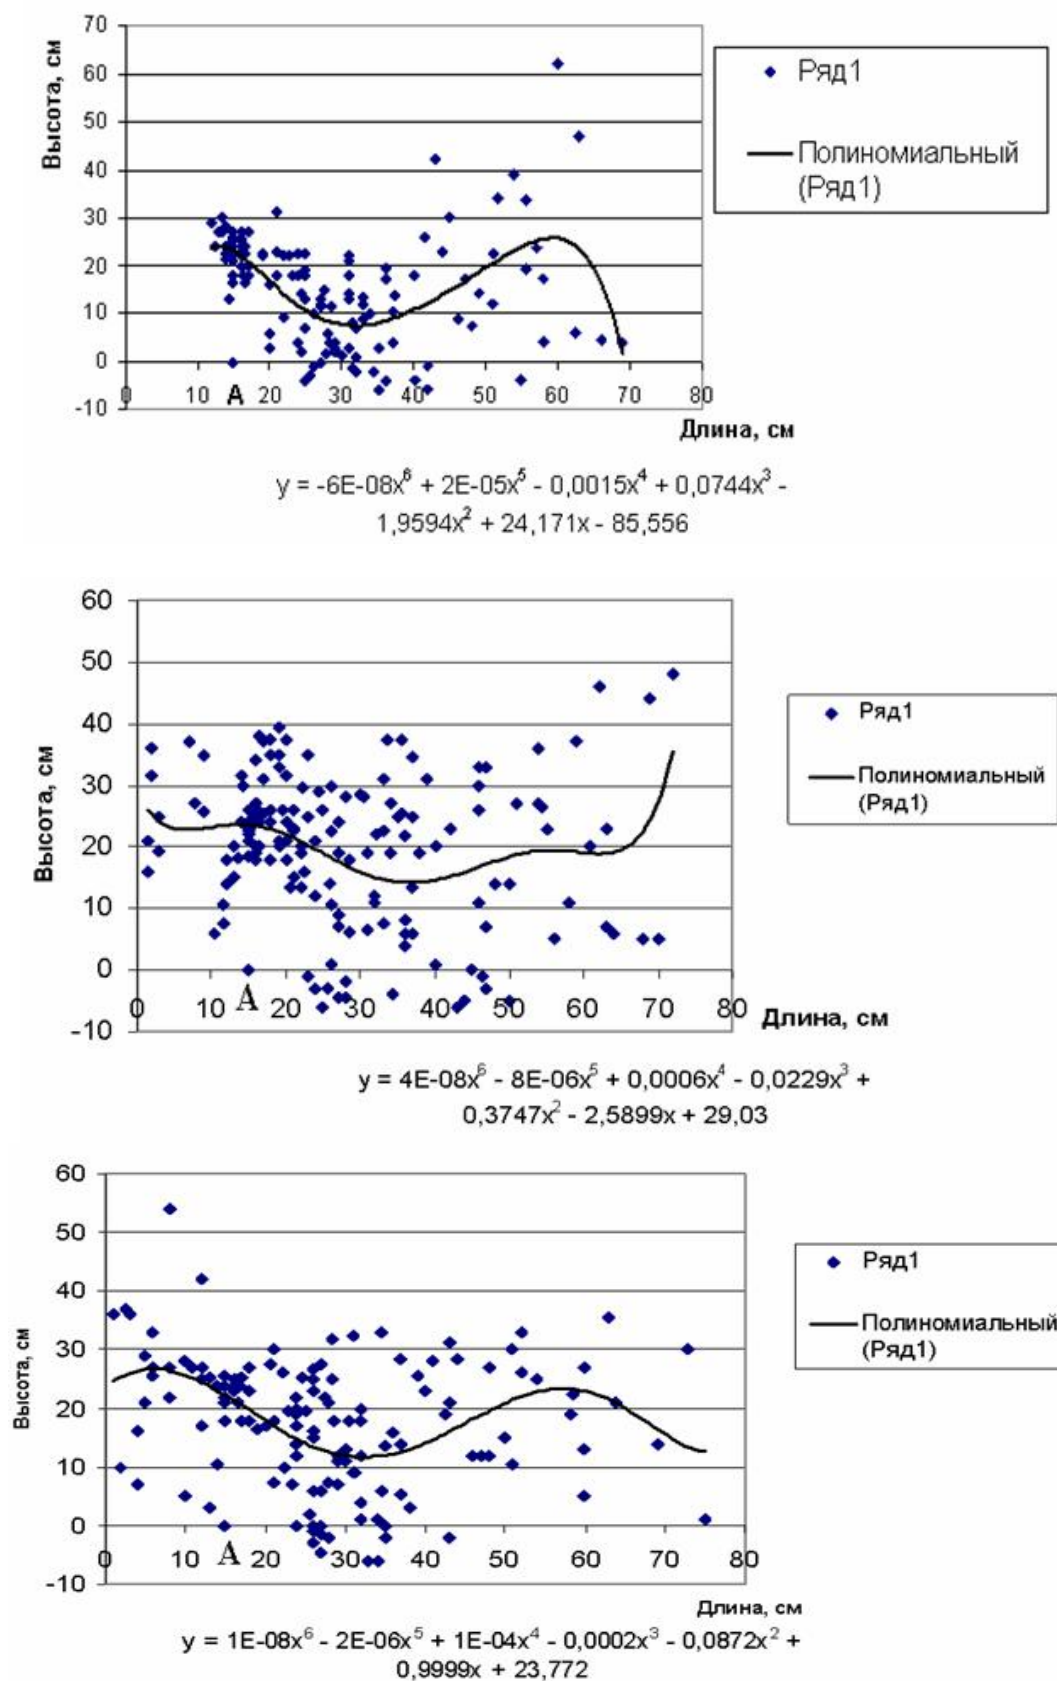 70
60
50
40
30
20
10
0
-10
Высота, см
0 10 A 20 30 40 50 60 70 80
Длина, см
Ряд1
Полиномиальный
(Ряд1)
y = -6E-08x⁶ + 2E-05x⁵ - 0,0015x⁴ + 0,0744x³ -
1,9594x² + 24,171x - 85,556
60
50
40
30
20
10
0
-10
Высота, см
0 10 A 20 30 40 50 60 70 80
Длина, см
Ряд1
Полиномиальный
(Ряд1)
y = 4E-08x⁶ - 8E-06x⁵ + 0,0006x⁴ - 0,0229x³ +
0,3747x² - 2,5899x + 29,03
60
50
40
30
20
10
0
-10
Высота, см
0 10 A 20 30 40 50 60 70 80
Длина, см
Ряд1
Полиномиальный
(Ряд1)
y = 1E-08x⁶ - 2E-06x⁵ + 1E-04x⁴ - 0,0002x³ - 0,0872x² +
0,9999x + 23,772